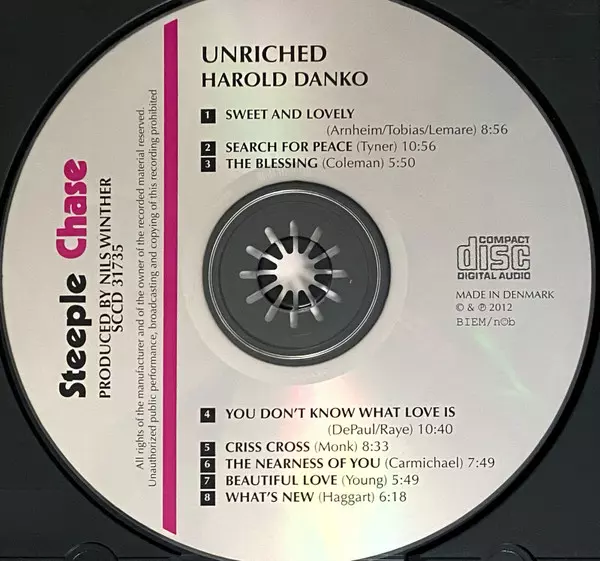 UNRICHED
HAROLD DANKO
1 SWEET AND LOVELY
(Arnheim/Tobias/Lemare) 8:56
2 SEARCH FOR PEACE (Tyner) 10:56
3 THE BLESSING (Coleman) 5:50
Steeple Chase
PRODUCED BY NILS WINTHER
SCCD 31735
All rights of the manufacturer and of the owner of the recorded material reserved.
Unauthorized public performance, broadcasting and copying of this recording prohibited
COMPACT
disc
DIGITAL AUDIO
MADE IN DENMARK
© & ℗ 2012
BIEM/n©b
4 YOU DON'T KNOW WHAT LOVE IS
(DePaul/Raye) 10:40
5 CRISS CROSS (Monk) 8:33
6 THE NEARNESS OF YOU (Carmichael) 7:49
7 BEAUTIFUL LOVE (Young) 5:49
8 WHAT'S NEW (Haggart) 6:18